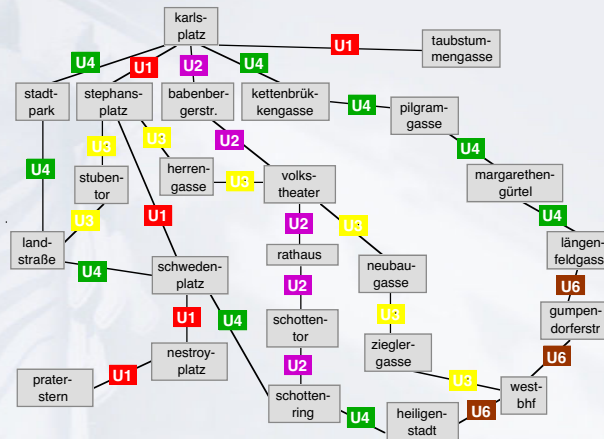 karls-
platz
U1
taubstum-
mengasse
U4
U1
U2
U4
stadt-
park
stephans-
platz
babenber-
gerstr.
kettenbrük-
kengasse
U4
pilgram-
gasse
U4
U3
U3
U2
U4
stuben-
tor
herren-
gasse
U3
volks-
theater
margarethen-
gürtel
U3
U1
U2
U3
U4
land-
straße
U4
schweden-
platz
rathaus
neubau-
gasse
längen-
feldgass
U6
U1
U4
U2
U3
schotten-
tor
gumpen-
dorferstr
nestroy-
platz
ziegler-
gasse
U6
prater-
stern
U1
U2
U3
west-
bhf
schotten-
ring
U4
heiligen-
stadt
U6